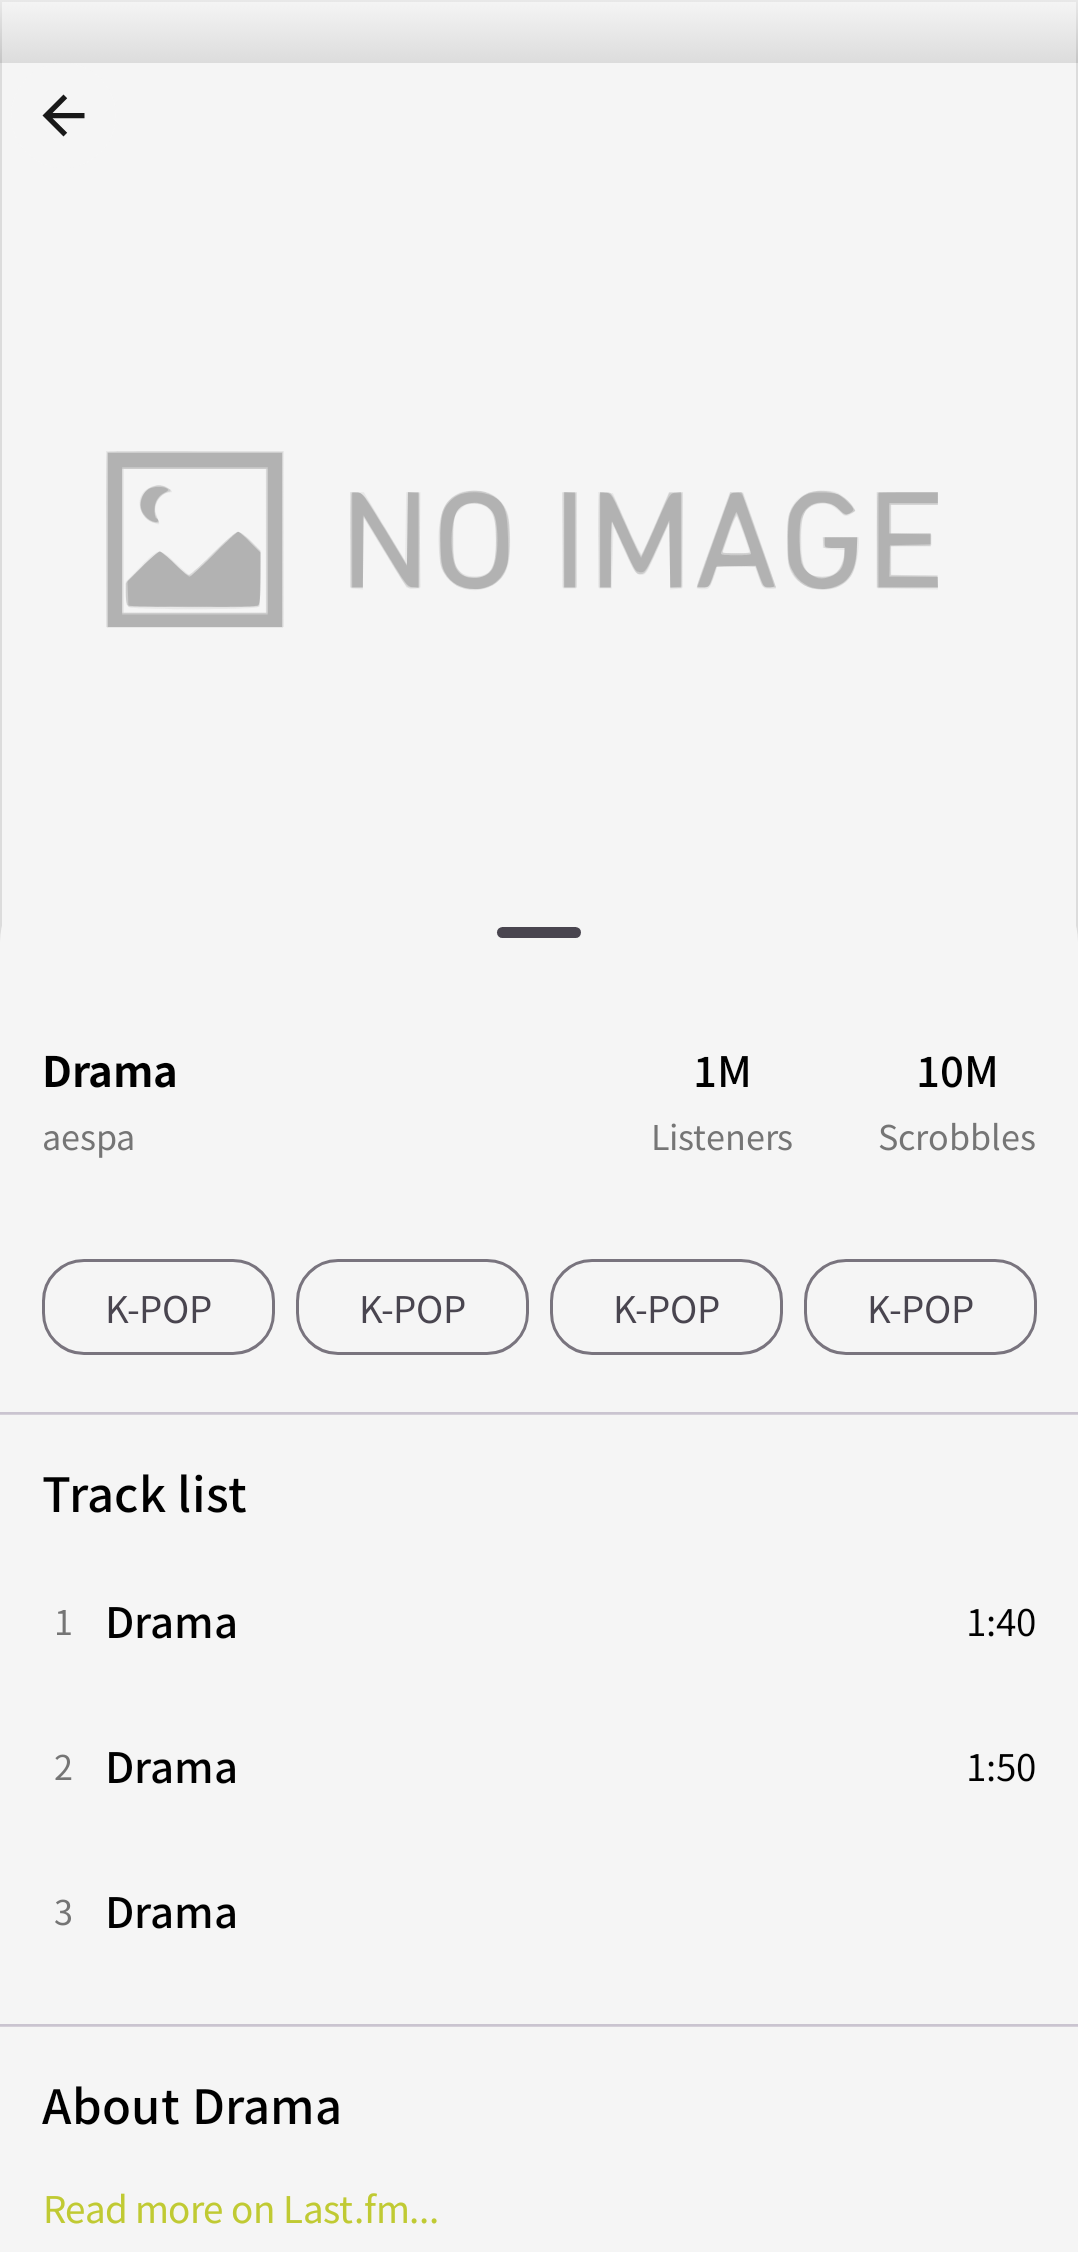 NO IMAGE
Drama 1M 10M
aespa Listeners Scrobbles
K-POP K-POP K-POP K-POP
Track list
1 Drama 1:40
2 Drama 1:50
3 Drama
About Drama
Read more on Last.fm...